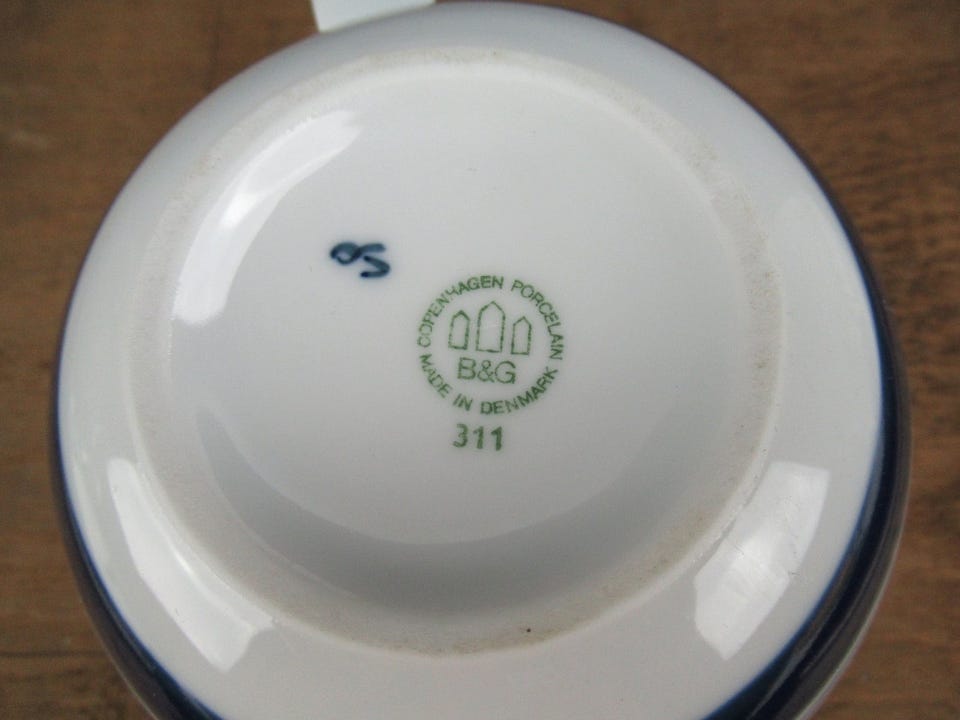 COPENHAGEN PORCELAIN
B&G
MADE IN DENMARK
311